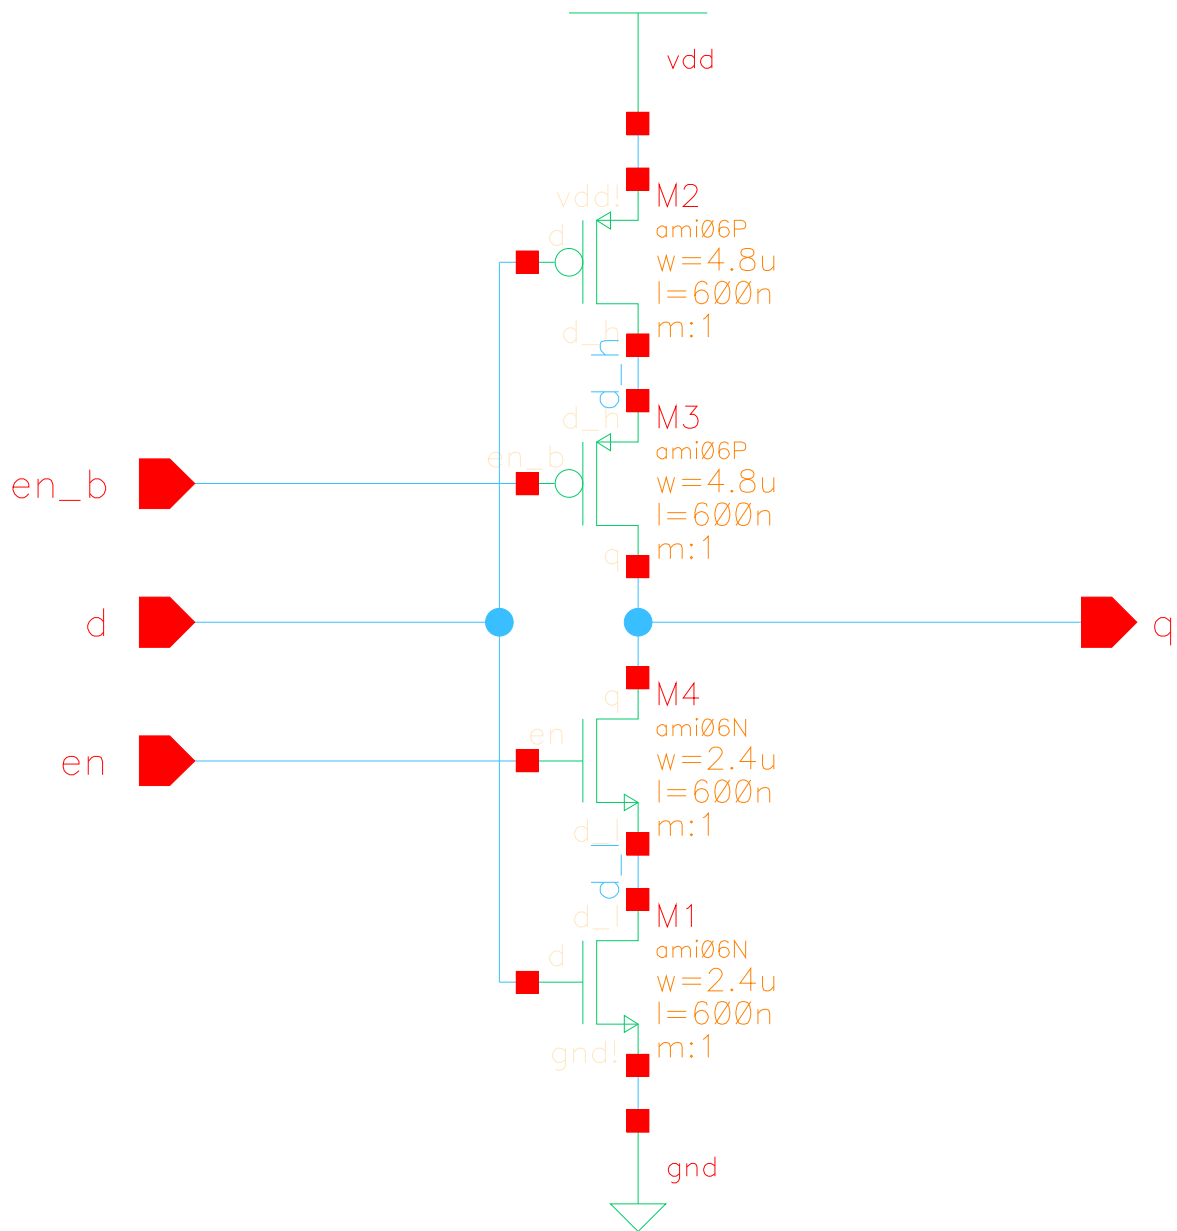 vdd
vdd!
M2
d
ami06P
w=4.8u
l=600n
d_h
m:1
d_h
d_h
M3
en_b
ami06P
en_b
w=4.8u
l=600n
q
m:1
d
q
q
M4
en
ami06N
en
w=2.4u
l=600n
d_l
m:1
d_l
d_l
M1
d
ami06N
w=2.4u
l=600n
gnd!
m:1
gnd